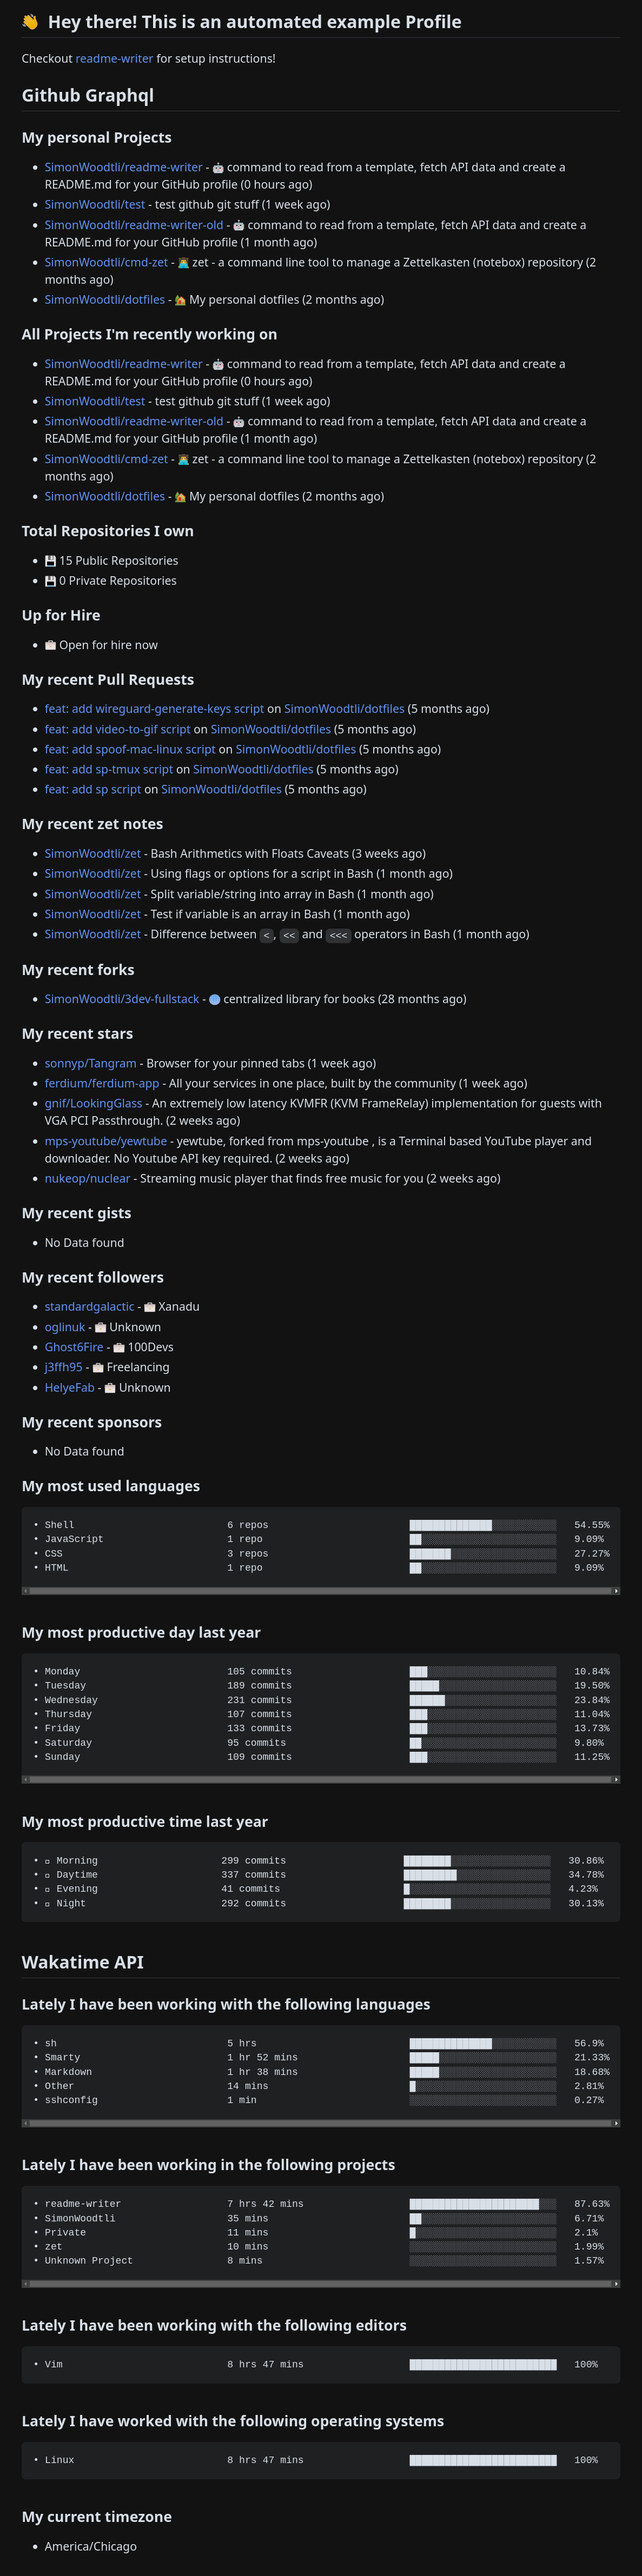 👋 Hey there! This is an automated example Profile
Checkout readme-writer for setup instructions!
Github Graphql
My personal Projects
• SimonWoodtli/readme-writer - 🤖 command to read from a template, fetch API data and create a
README.md for your GitHub profile (0 hours ago)
• SimonWoodtli/test - test github git stuff (1 week ago)
• SimonWoodtli/readme-writer-old - 🤖 command to read from a template, fetch API data and create a
README.md for your GitHub profile (1 month ago)
• SimonWoodtli/cmd-zet - 👨‍🏫 zet - a command line tool to manage a Zettelkasten (notebox) repository (2
months ago)
• SimonWoodtli/dotfiles - 🏡 My personal dotfiles (2 months ago)
All Projects I'm recently working on
• SimonWoodtli/readme-writer - 🤖 command to read from a template, fetch API data and create a
README.md for your GitHub profile (0 hours ago)
• SimonWoodtli/test - test github git stuff (1 week ago)
• SimonWoodtli/readme-writer-old - 🤖 command to read from a template, fetch API data and create a
README.md for your GitHub profile (1 month ago)
• SimonWoodtli/cmd-zet - 👨‍🏫 zet - a command line tool to manage a Zettelkasten (notebox) repository (2
months ago)
• SimonWoodtli/dotfiles - 🏡 My personal dotfiles (2 months ago)
Total Repositories I own
• 💾 15 Public Repositories
• 💾 0 Private Repositories
Up for Hire
• 💼 Open for hire now
My recent Pull Requests
• feat: add wireguard-generate-keys script on SimonWoodtli/dotfiles (5 months ago)
• feat: add video-to-gif script on SimonWoodtli/dotfiles (5 months ago)
• feat: add spoof-mac-linux script on SimonWoodtli/dotfiles (5 months ago)
• feat: add sp-tmux script on SimonWoodtli/dotfiles (5 months ago)
• feat: add sp script on SimonWoodtli/dotfiles (5 months ago)
My recent zet notes
• SimonWoodtli/zet - Bash Arithmetics with Floats Caveats (3 weeks ago)
• SimonWoodtli/zet - Using flags or options for a script in Bash (1 month ago)
• SimonWoodtli/zet - Split variable/string into array in Bash (1 month ago)
• SimonWoodtli/zet - Test if variable is an array in Bash (1 month ago)
• SimonWoodtli/zet - Difference between <, << and <<< operators in Bash (1 month ago)
My recent forks
• SimonWoodtli/3dev-fullstack - 🔵 centralized library for books (28 months ago)
My recent stars
• sonnyp/Tangram - Browser for your pinned tabs (1 week ago)
• ferdium/ferdium-app - All your services in one place, built by the community (1 week ago)
• gnif/LookingGlass - An extremely low latency KVMFR (KVM FrameRelay) implementation for guests with
VGA PCI Passthrough. (2 weeks ago)
• mps-youtube/yewtube - yewtube, forked from mps-youtube , is a Terminal based YouTube player and
downloader. No Youtube API key required. (2 weeks ago)
• nukeop/nuclear - Streaming music player that finds free music for you (2 weeks ago)
My recent gists
• No Data found
My recent followers
• standardgalactic - 💼 Xanadu
• oglinuk - 💼 Unknown
• Ghost6Fire - 💼 100Devs
• j3ffh95 - 💼 Freelancing
• HelyeFab - 💼 Unknown
My recent sponsors
• No Data found
My most used languages
• Shell 6 repos 54.55%
• JavaScript 1 repo 9.09%
• CSS 3 repos 27.27%
• HTML 1 repo 9.09%
My most productive day last year
• Monday 105 commits 10.84%
• Tuesday 189 commits 19.50%
• Wednesday 231 commits 23.84%
• Thursday 107 commits 11.04%
• Friday 133 commits 13.73%
• Saturday 95 commits 9.80%
• Sunday 109 commits 11.25%
My most productive time last year
• Morning 299 commits 30.86%
• Daytime 337 commits 34.78%
• Evening 41 commits 4.23%
• Night 292 commits 30.13%
Wakatime API
Lately I have been working with the following languages
• sh 5 hrs 56.9%
• Smarty 1 hr 52 mins 21.33%
• Markdown 1 hr 38 mins 18.68%
• Other 14 mins 2.81%
• sshconfig 1 min 0.27%
Lately I have been working in the following projects
• readme-writer 7 hrs 42 mins 87.63%
• SimonWoodtli 35 mins 6.71%
• Private 11 mins 2.1%
• zet 10 mins 1.99%
• Unknown Project 8 mins 1.57%
Lately I have been working with the following editors
• Vim 8 hrs 47 mins 100%
Lately I have worked with the following operating systems
• Linux 8 hrs 47 mins 100%
My current timezone
• America/Chicago